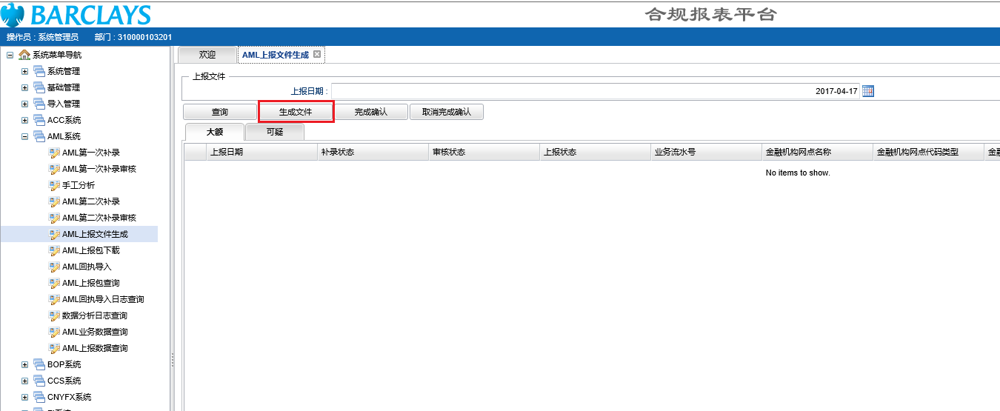 BARCLAYS
合规报表平台
操作员 : 系统管理员 部门 : 310000103201
系统菜单导航
系统管理
基础管理
导入管理
ACC系统
AML系统
AML第一次补录
AML第一次补录审核
手工分析
AML第二次补录
AML第二次补录审核
AML上报文件生成
AML上报包下载
AML回执导入
AML上报包查询
AML回执导入日志查询
数据分析日志查询
AML业务数据查询
AML上报数据查询
BOP系统
CCS系统
CNYFX系统
欢迎 AML上报文件生成
上报文件
上报日期 : 2017-04-17
查询 生成文件 完成确认 取消完成确认
大额 可疑
上报日期 补录状态 审核状态 上报状态 业务流水号 金融机构网点名称 金融机构网点代码类型
No items to show.